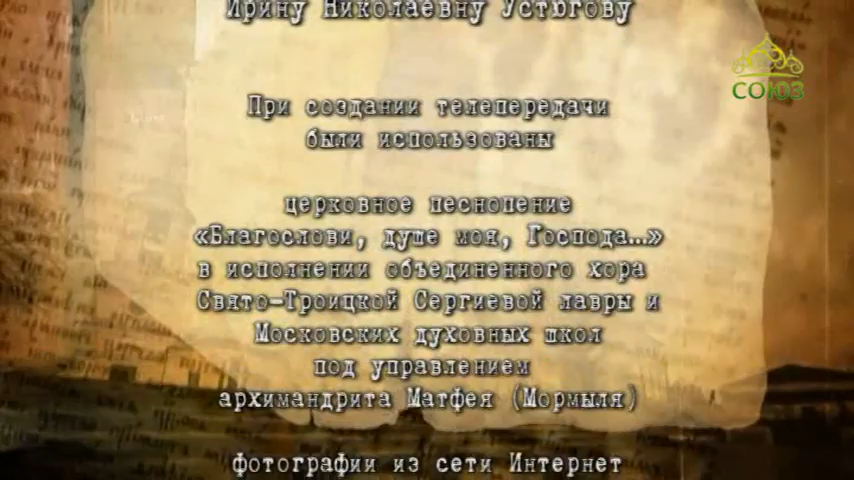 Ирину Николаевну Устюгову
СОЮЗ
При создании телепередачи
были использованы
церковное песнопение
«Благослови, душе моя, Господа…»
в исполнении объединенного хора
Свято-Троицкой Сергиевой лавры и
Московских духовных школ
под управлением
архимандрита Матфея (Мормыля)
фотографии из сети Интернет